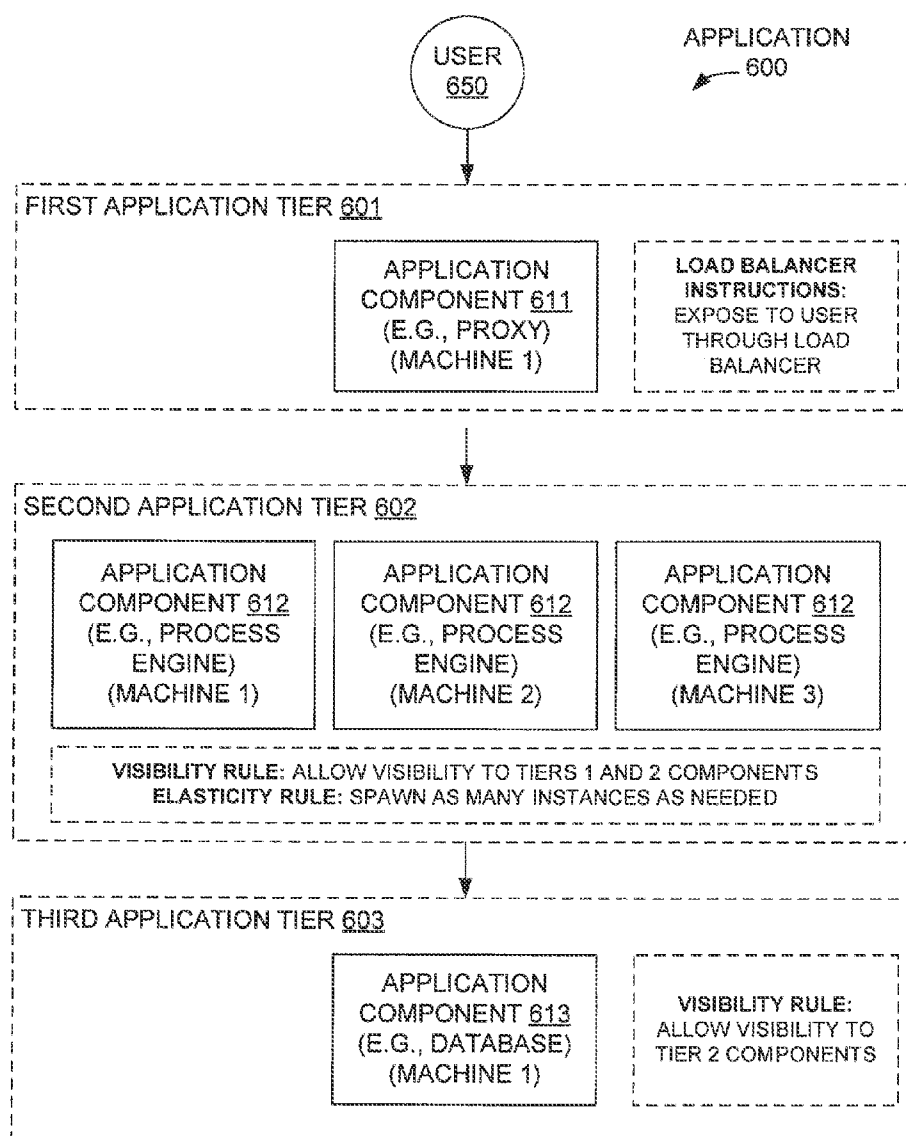 USER
650
APPLICATION
600
FIRST APPLICATION TIER 601
APPLICATION
COMPONENT 611
(E.G., PROXY)
(MACHINE 1)
LOAD BALANCER
INSTRUCTIONS:
EXPOSE TO USER
THROUGH LOAD
BALANCER
SECOND APPLICATION TIER 602
APPLICATION
COMPONENT 612
(E.G., PROCESS
ENGINE)
(MACHINE 1)
APPLICATION
COMPONENT 612
(E.G., PROCESS
ENGINE)
(MACHINE 2)
APPLICATION
COMPONENT 612
(E.G., PROCESS
ENGINE)
(MACHINE 3)
VISIBILITY RULE: ALLOW VISIBILITY TO TIERS 1 AND 2 COMPONENTS
ELASTICITY RULE: SPAWN AS MANY INSTANCES AS NEEDED
THIRD APPLICATION TIER 603
APPLICATION
COMPONENT 613
(E.G., DATABASE)
(MACHINE 1)
VISIBILITY RULE:
ALLOW VISIBILITY TO
TIER 2 COMPONENTS